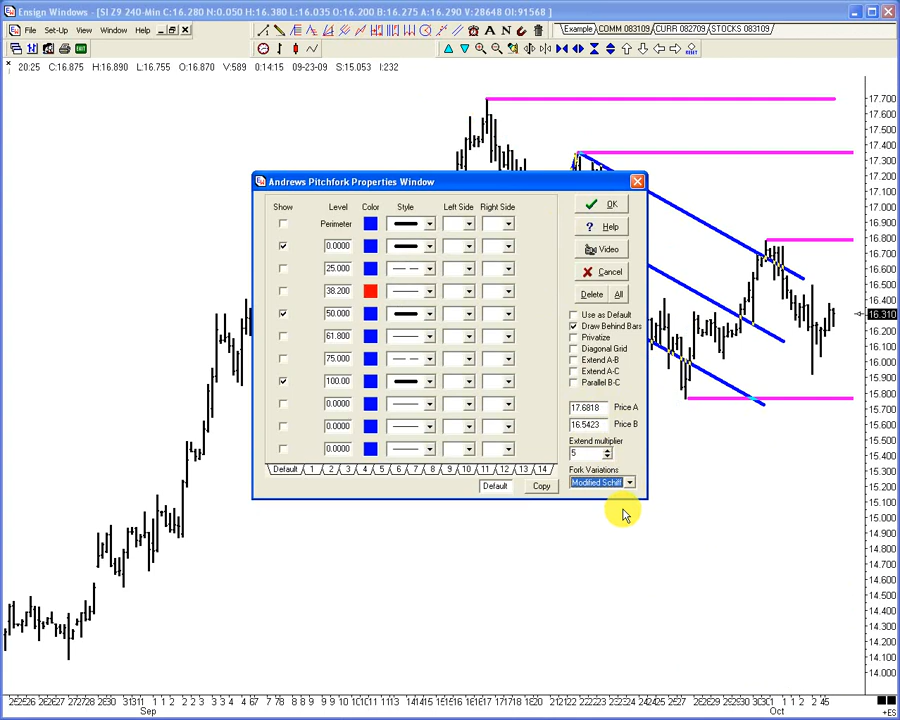 Ensign Windows - [SI Z9 240-Min C:16.280 N:0.050 H:16.380 L:16.035 O:16.200 B:16.275 A:16.290 V:28648 OI:91568 ]
File Set-Up View Window Help
Example COMM 083109 CURR 082709 STOCKS 083109
20:25 C:16.875 H:16.890 L:16.755 O:16.870 V:589 0:14:15 09-23-09 S:15.053 I:232
Andrews Pitchfork Properties Window
Show Level Color Style Left Side Right Side
Perimeter
0.0000
25.000
38.200
50.000
61.800
75.000
100.00
0.0000
0.0000
0.0000
Default 1 2 3 4 5 6 7 8 9 10 11 12 13 14
Default Copy
OK
Help
Video
Cancel
Delete All
Use as Default
Draw Behind Bars
Privatize
Diagonal Grid
Extend A-B
Extend A-C
Parallel B-C
17.6818 Price A
16.5423 Price B
Extend multiplier
5
Fork Variations
Modified Schiff
17.700
17.600
17.500
17.400
17.300
17.200
17.100
17.000
16.900
16.800
16.700
16.600
16.500
16.400
16.310
16.200
16.100
16.000
15.900
15.800
15.700
15.600
15.500
15.400
15.300
15.200
15.100
15.000
14.900
14.800
14.700
14.600
14.500
14.400
14.300
14.200
14.100
14.000
Sep Oct
+ES